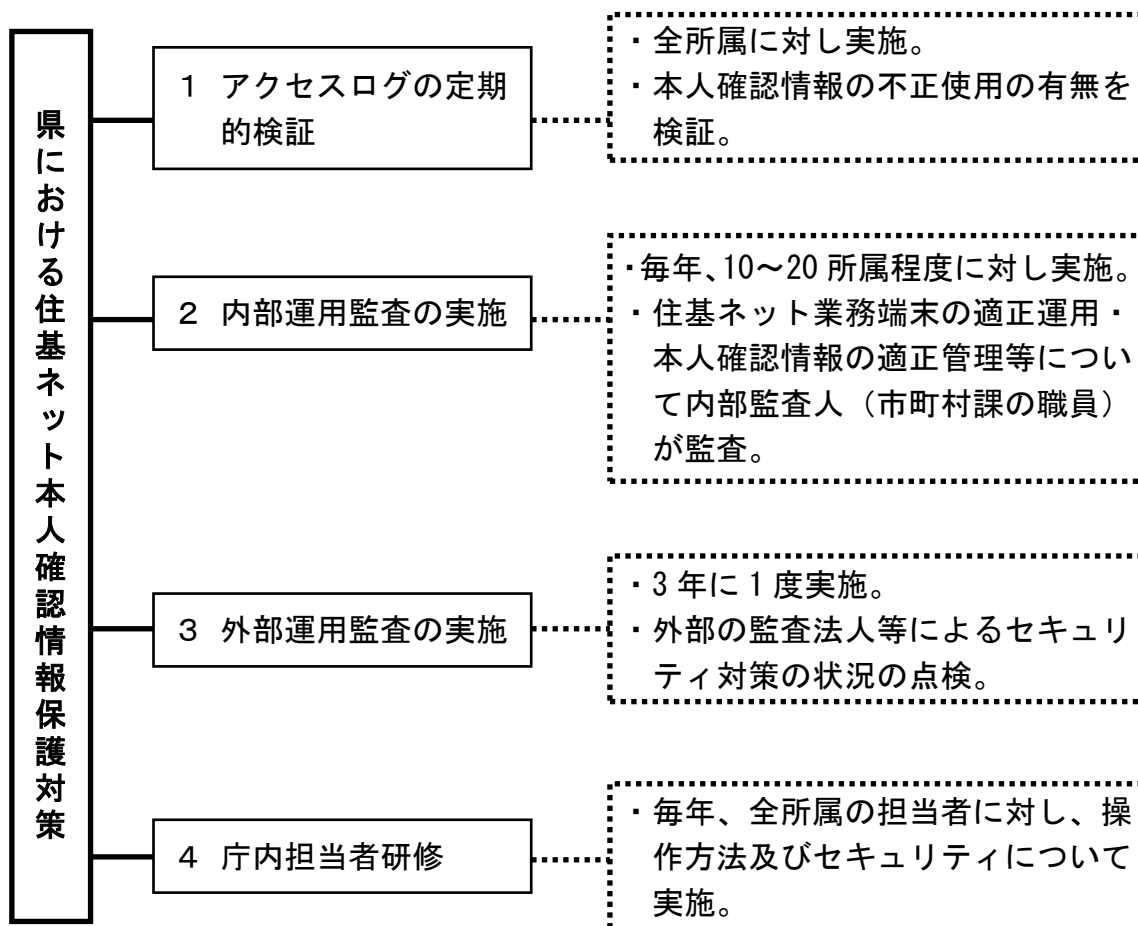 県における住基ネット本人確認情報保護対策
１ アクセスログの定期
的検証
・全所属に対し実施。
・本人確認情報の不正使用の有無を
検証。
２ 内部運用監査の実施
・毎年、10～20 所属程度に対し実施。
・住基ネット業務端末の適正運用・
本人確認情報の適正管理等につい
て内部監査人（市町村課の職員）
が監査。
３ 外部運用監査の実施
・3 年に 1 度実施。
・外部の監査法人等によるセキュリ
ティ対策の状況の点検。
４ 庁内担当者研修
・毎年、全所属の担当者に対し、操
作方法及びセキュリティについて
実施。